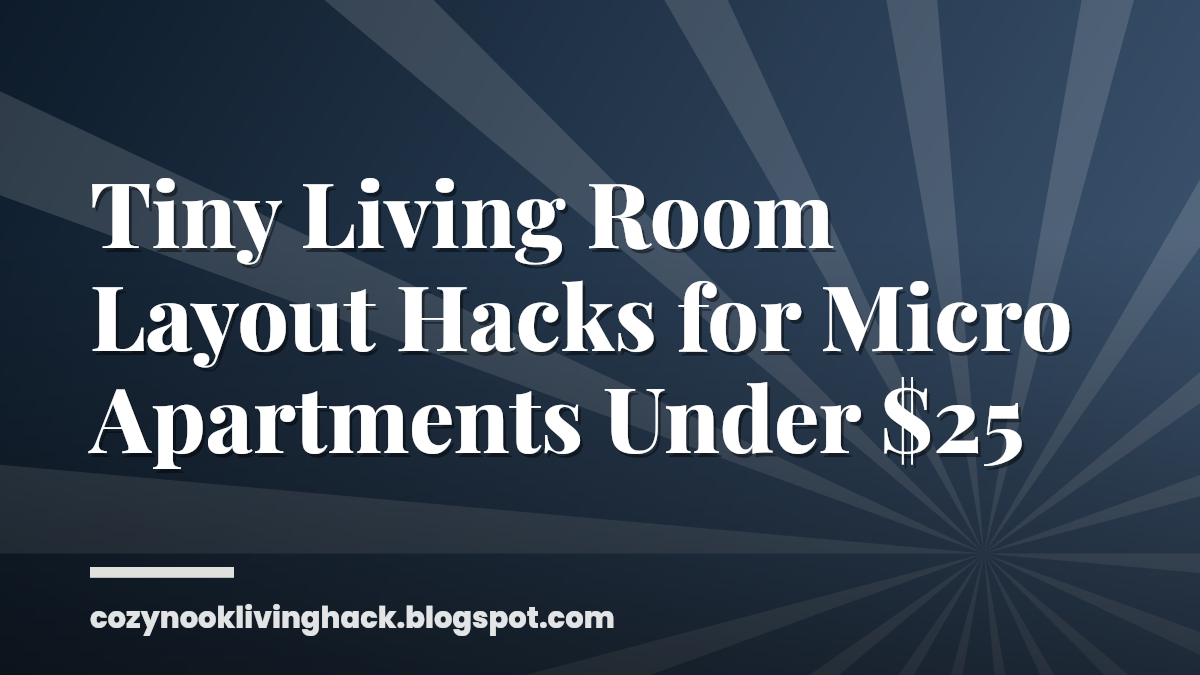 Tiny Living Room
Layout Hacks for Micro
Apartments Under $25
cozynooklivinghack.blogspot.com